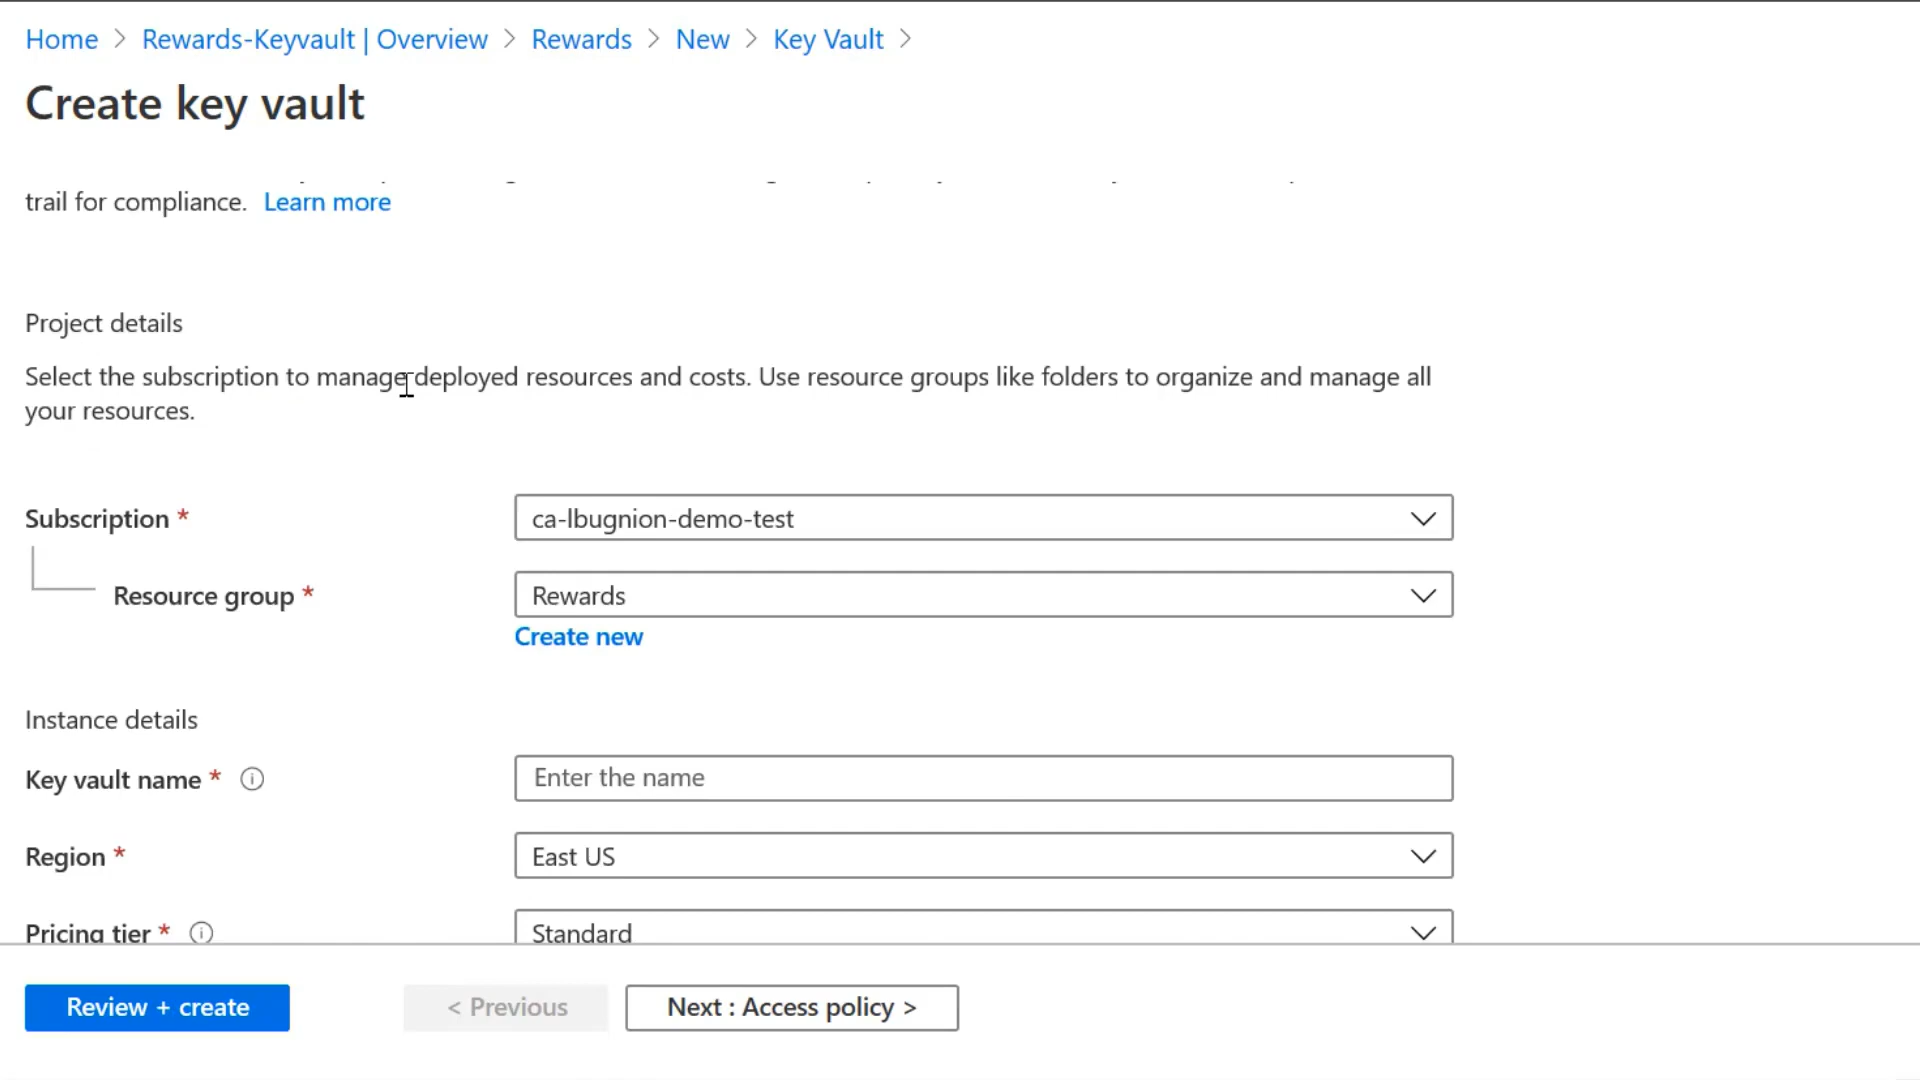 Home > Rewards-Keyvault | Overview > Rewards > New > Key Vault >
Create key vault
trail for compliance. Learn more
Project details
Select the subscription to manage deployed resources and costs. Use resource groups like folders to organize and manage all
your resources.
Subscription *
ca-lbugnion-demo-test
Resource group *
Rewards
Create new
Instance details
Key vault name *
Enter the name
Region *
East US
Pricing tier *
Standard
Review + create
< Previous
Next : Access policy >